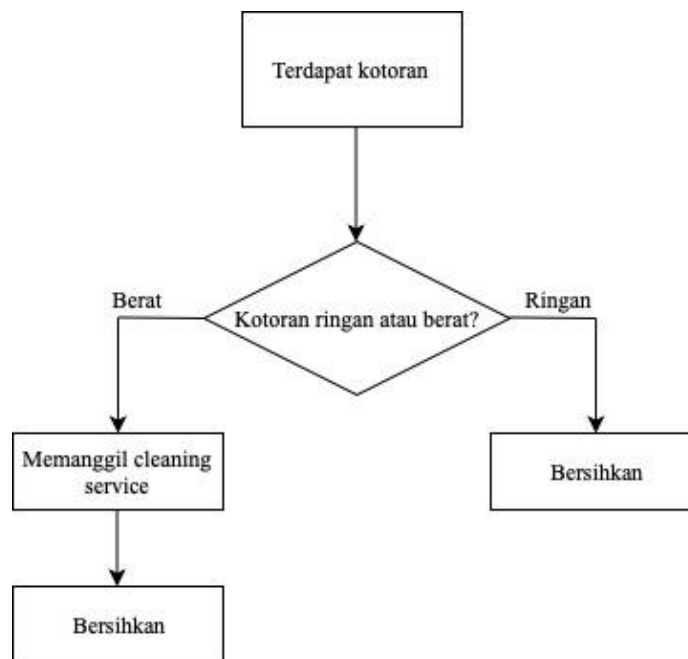 Terdapat kotoran
Berat
Ringan
Kotoran ringan atau berat?
Memanggil cleaning
service
Bersihkan
Bersihkan